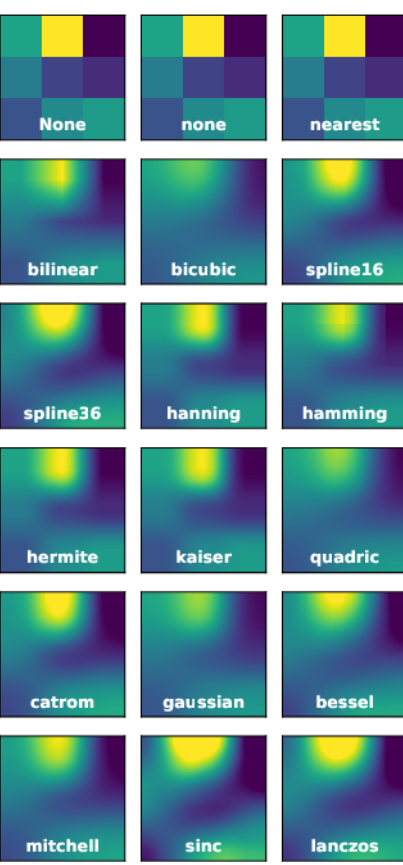 None
none
nearest
bilinear
bicubic
spline16
spline36
hanning
hamming
hermite
kaiser
quadric
catrom
gaussian
bessel
mitchell
sinc
lanczos